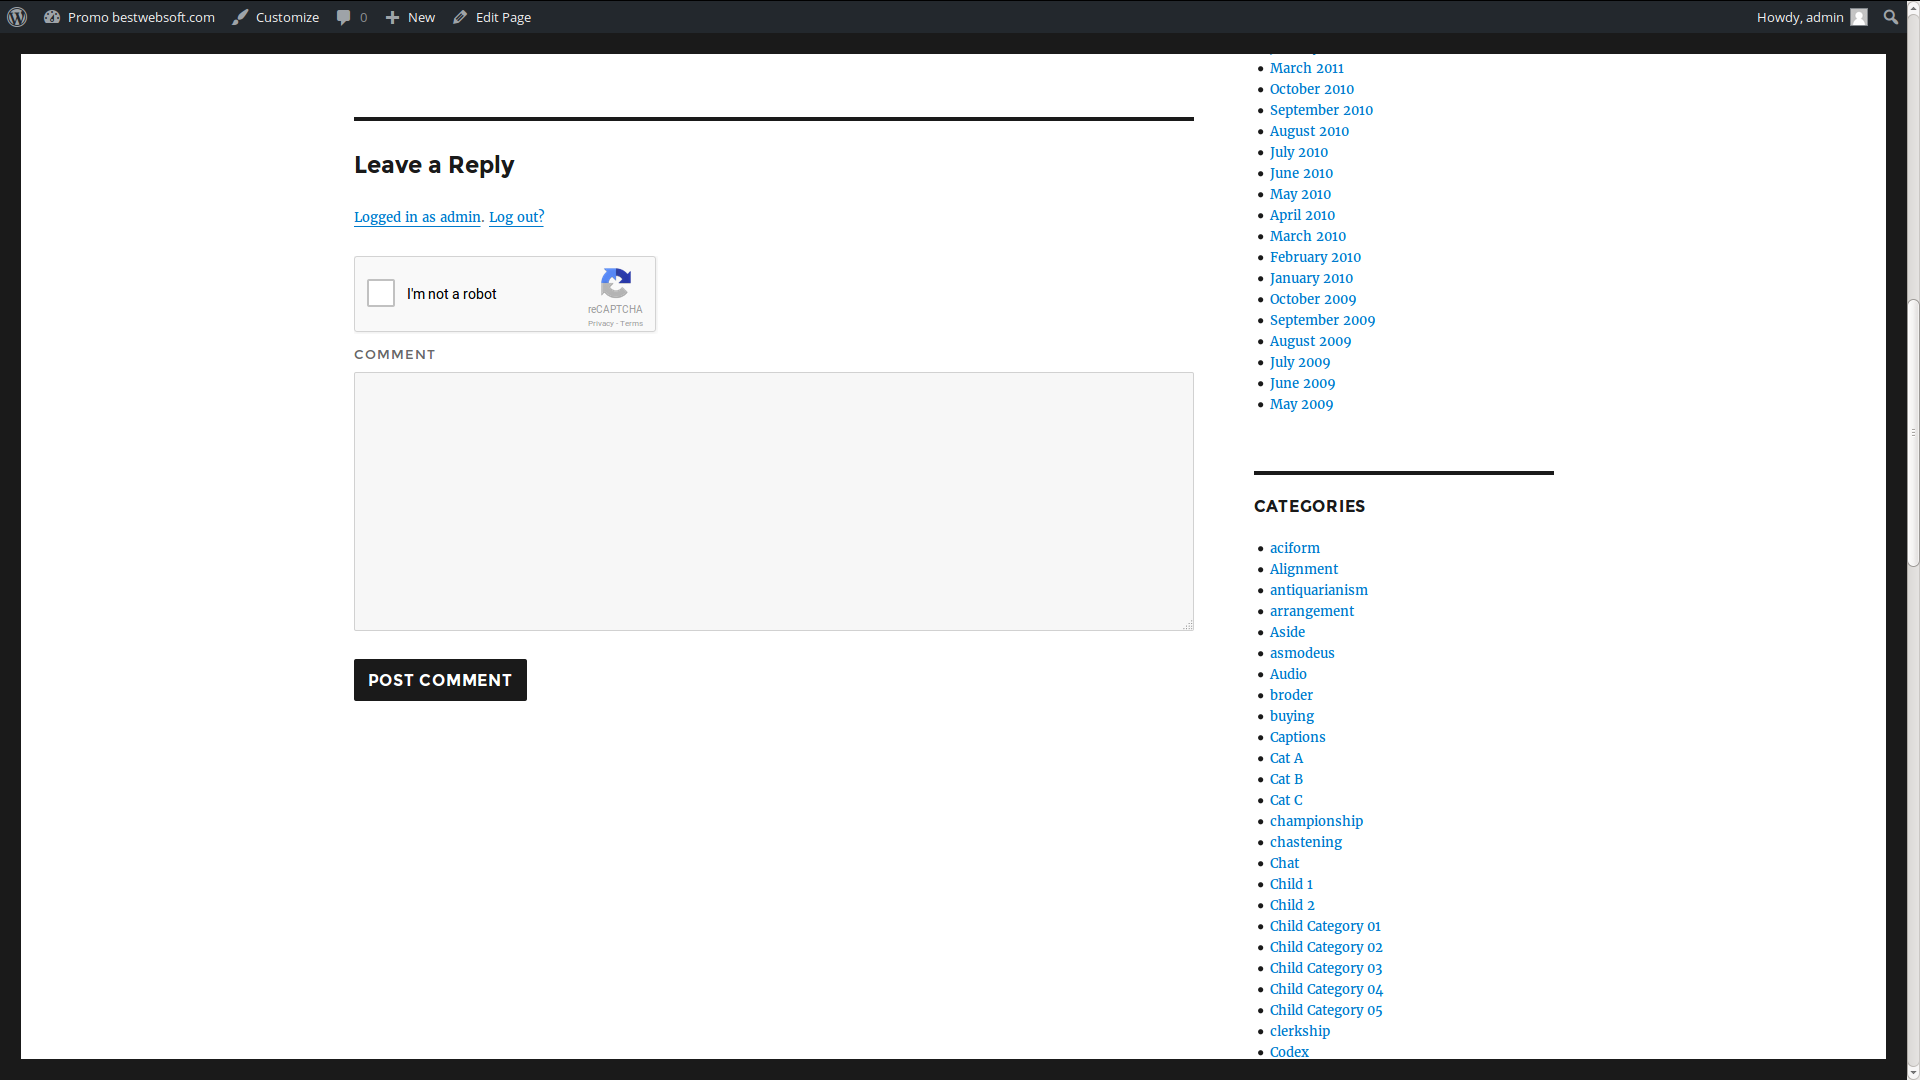 Promo bestwebsoft.com Customize 0 New Edit Page Howdy, admin
Leave a Reply
Logged in as admin. Log out?
I'm not a robot
reCAPTCHA
Privacy - Terms
COMMENT
POST COMMENT
March 2011
October 2010
September 2010
August 2010
July 2010
June 2010
May 2010
April 2010
March 2010
February 2010
January 2010
October 2009
September 2009
August 2009
July 2009
June 2009
May 2009
CATEGORIES
aciform
Alignment
antiquarianism
arrangement
Aside
asmodeus
Audio
broder
buying
Captions
Cat A
Cat B
Cat C
championship
chastening
Chat
Child 1
Child 2
Child Category 01
Child Category 02
Child Category 03
Child Category 04
Child Category 05
clerkship
Codex